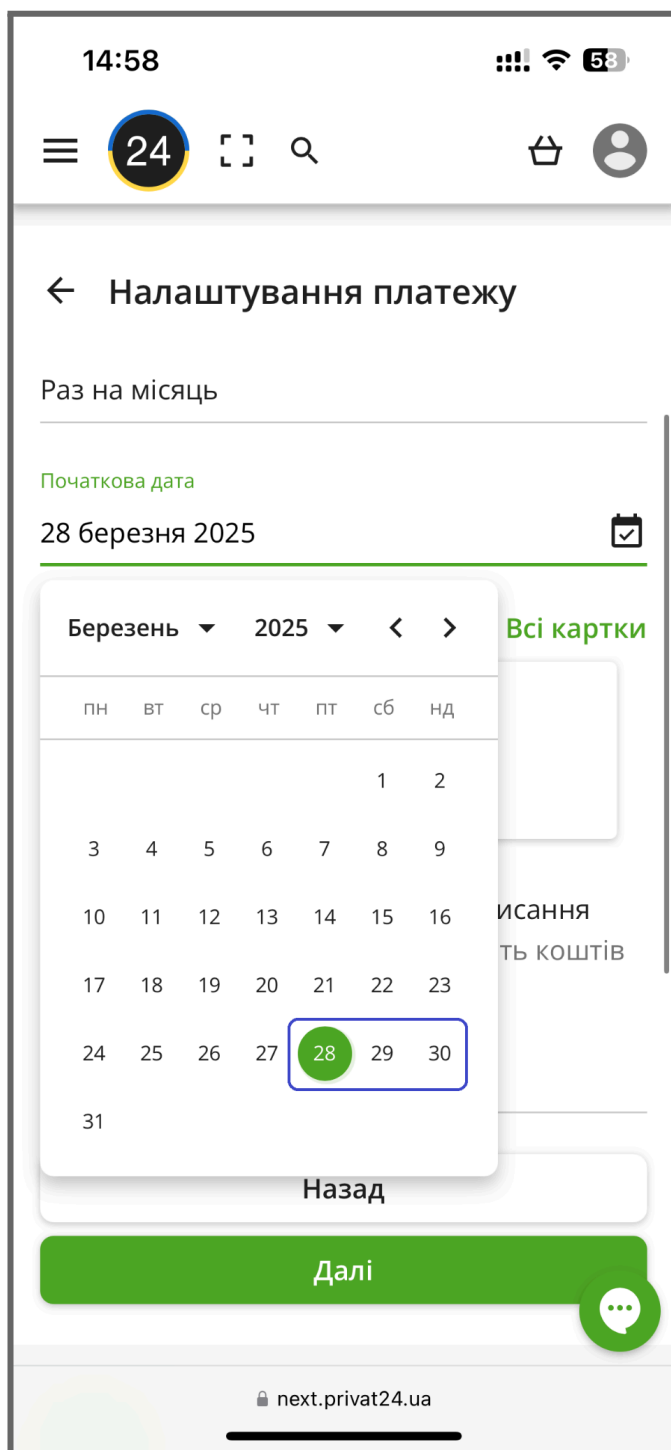 14:58
58
24
Налаштування платежу
Раз на місяць
Початкова дата
28 березня 2025
Березень 2025
Всі картки
пн вт ср чт пт сб нд
1 2
3 4 5 6 7 8 9
10 11 12 13 14 15 16
исання
ть коштів
17 18 19 20 21 22 23
24 25 26 27 28 29 30
31
Назад
Далі
next.privat24.ua